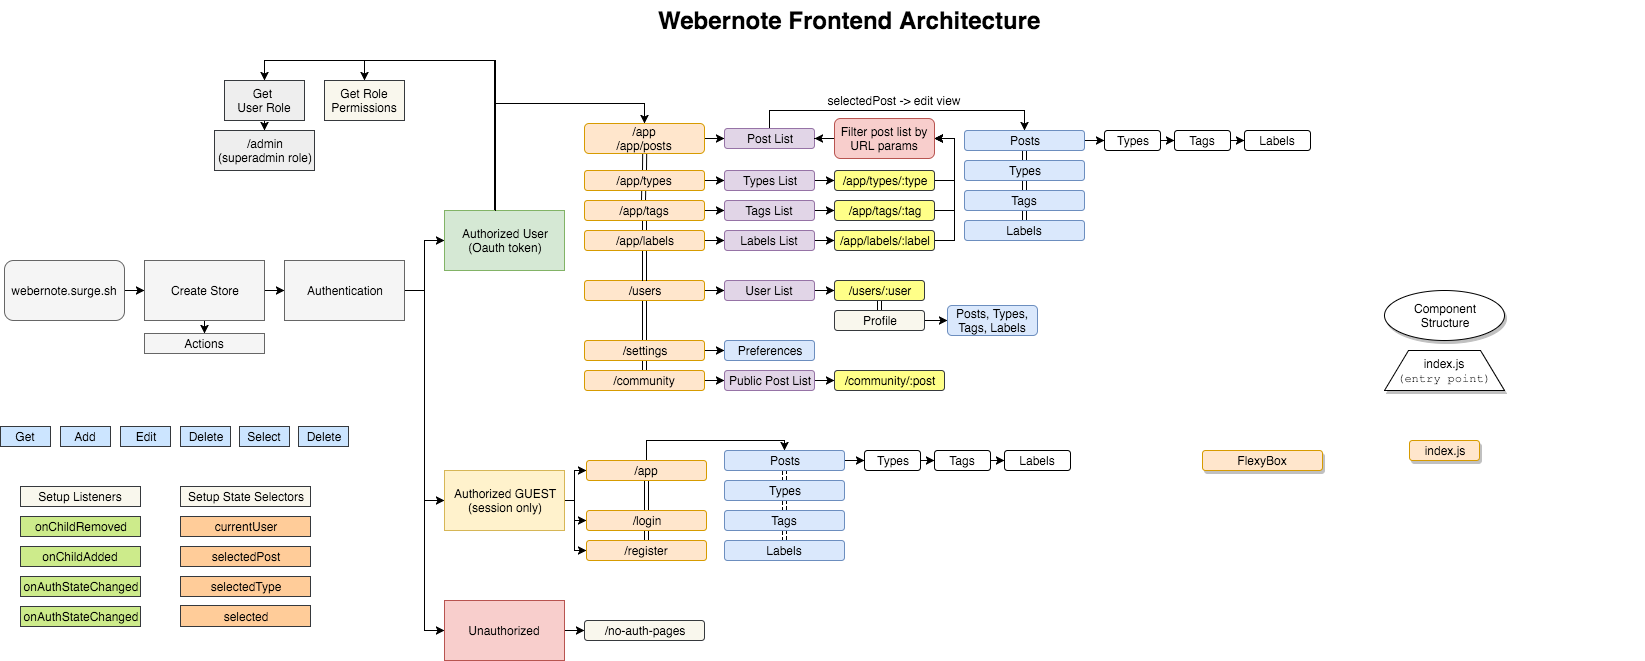 Webernote Frontend Architecture
Get
User Role
Get Role
Permissions
/admin
(superadmin role)
selectedPost -> edit view
/app
/app/posts
Post List
Filter post list by
URL params
Posts
Types
Tags
Labels
/app/types
Types List
/app/types/:type
Types
/app/tags
Tags List
/app/tags/:tag
Tags
/app/labels
Labels List
/app/labels/:label
Labels
Authorized User
(Oauth token)
webernote.surge.sh
Create Store
Authentication
Actions
/users
User List
/users/:user
Profile
Posts, Types,
Tags, Labels
/settings
Preferences
/community
Public Post List
/community/:post
Component
Structure
index.js
(entry point)
Get
Add
Edit
Delete
Select
Delete
Setup Listeners
onChildRemoved
onChildAdded
onAuthStateChanged
onAuthStateChanged
Setup State Selectors
currentUser
selectedPost
selectedType
selected
Authorized GUEST
(session only)
/app
/login
/register
Posts
Types
Tags
Labels
Types
Tags
Labels
FlexyBox
index.js
Unauthorized
/no-auth-pages